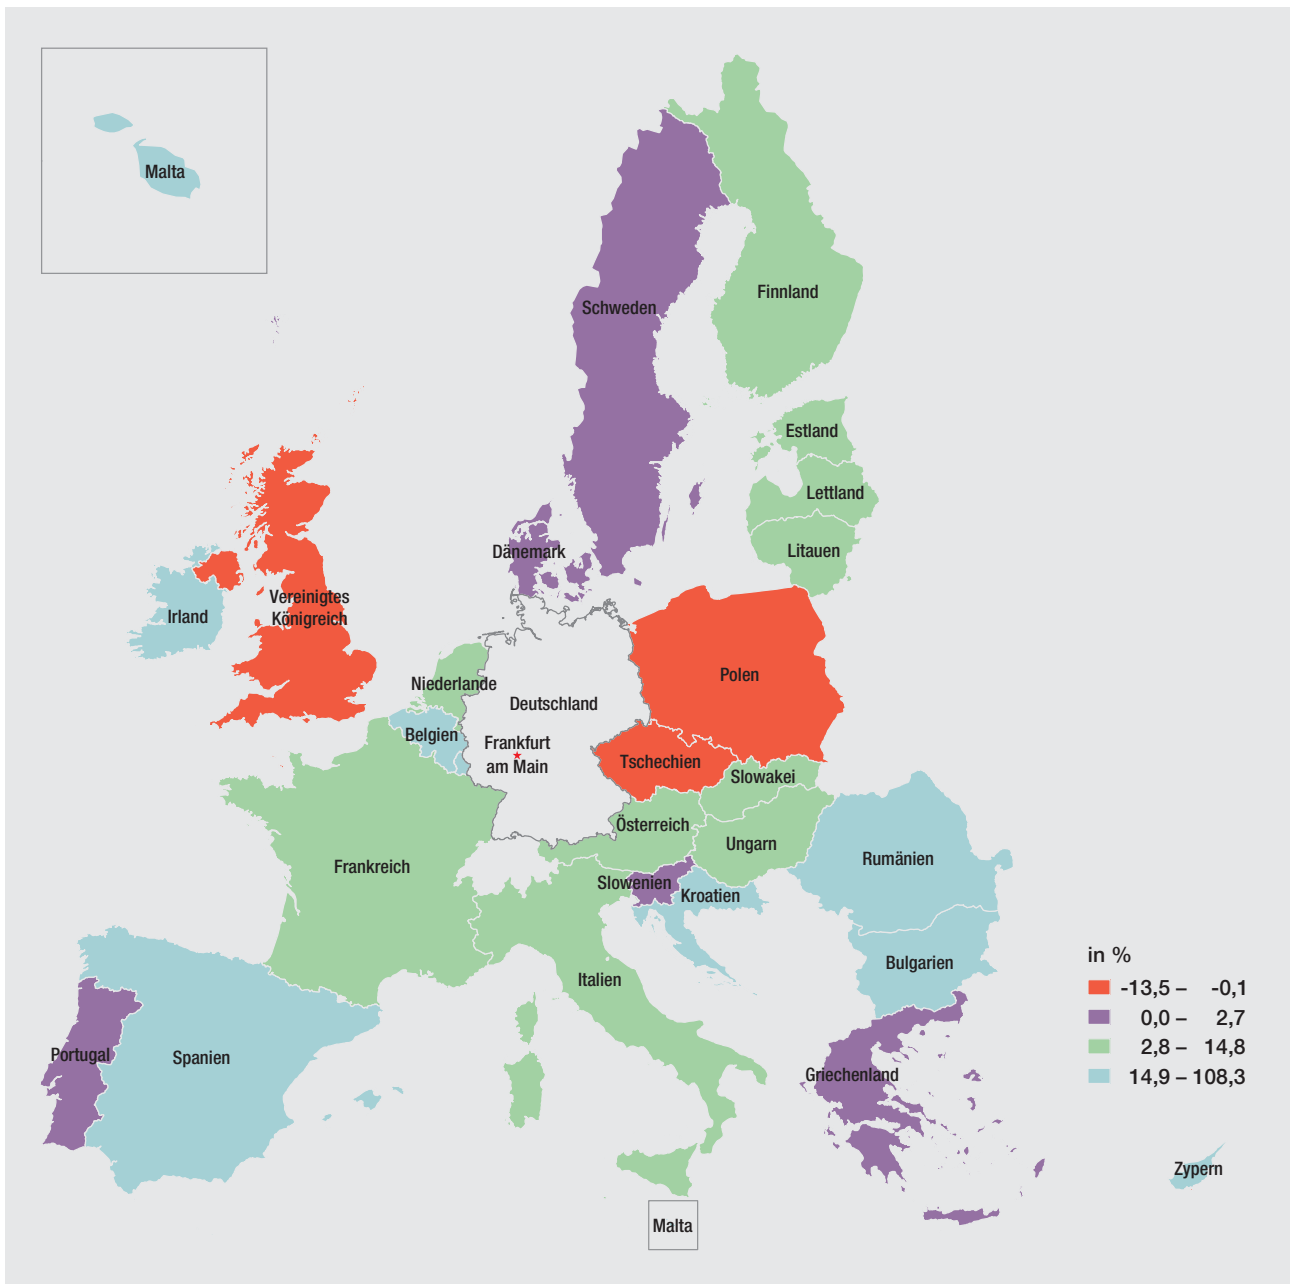 Malta
Schweden
Finnland
Estland
Lettland
Litauen
Dänemark
Irland
Vereinigtes
Königreich
Polen
Niederlande
Deutschland
Belgien
Frankfurt
am Main
Tschechien
Slowakei
Österreich
Ungarn
Frankreich
Rumänien
Slowenien
Kroatien
Bulgarien
Italien
Portugal
Spanien
Griechenland
Zypern
Malta
in %
-13,5 – -0,1
0,0 – 2,7
2,8 – 14,8
14,9 – 108,3